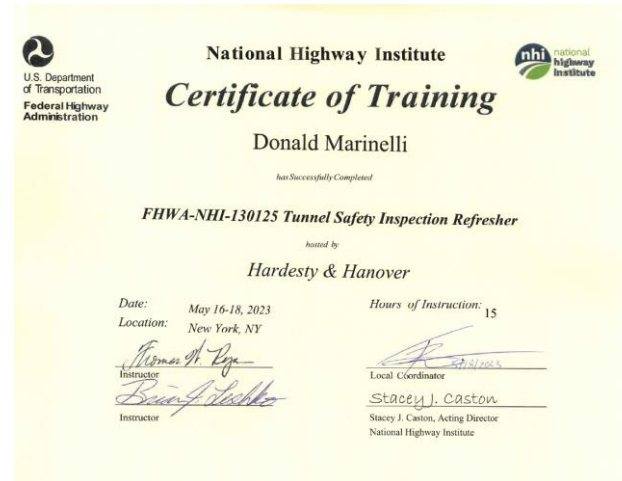 U.S. Department
of Transportation
Federal Highway
Administration
National Highway Institute
nhi national
highway
institute
Certificate of Training
Donald Marinelli
has Successfully Completed
FHWA-NHI-130125 Tunnel Safety Inspection Refresher
hosted by
Hardesty & Hanover
Date: May 16-18, 2023
Location: New York, NY
Hours of Instruction: 15
Instructor
Brian J. Leshko
Instructor
Local Coordinator
Stacey J. Caston
Stacey J. Caston, Acting Director
National Highway Institute